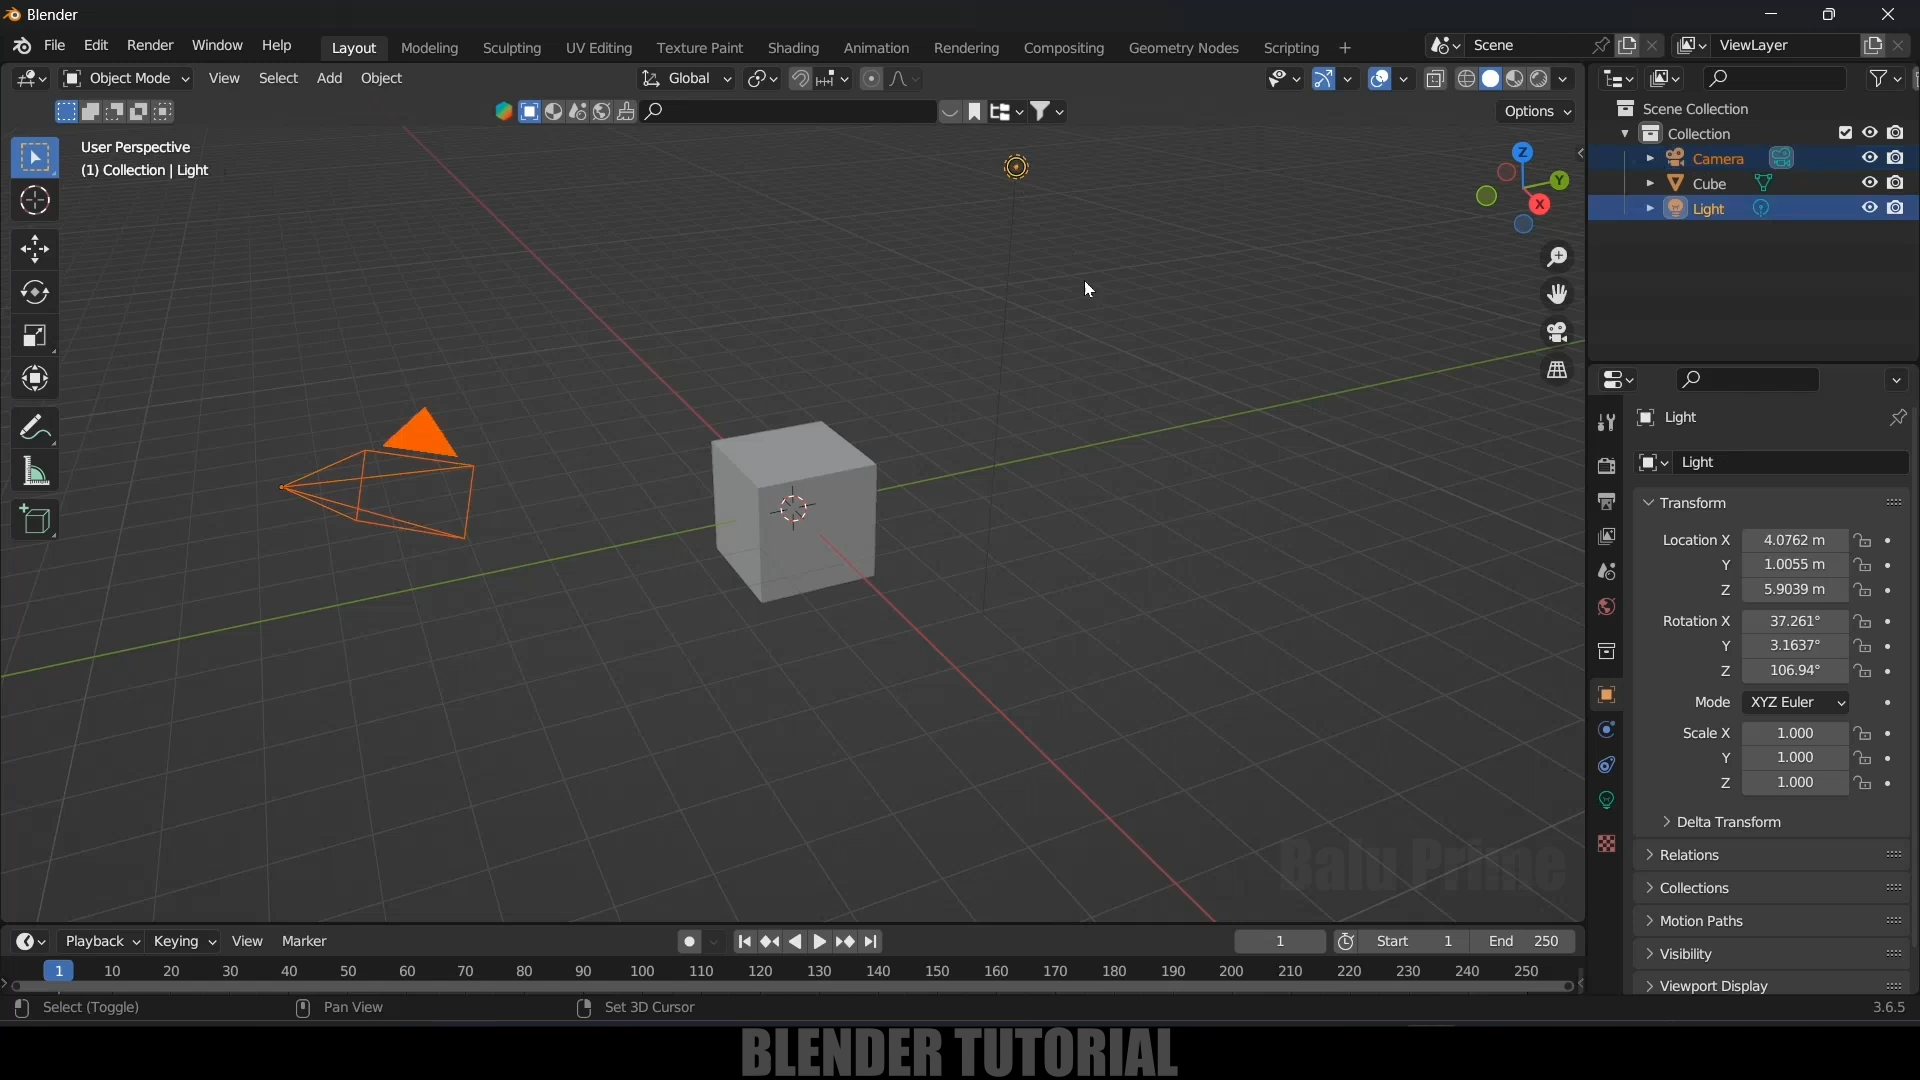 Blender
File Edit Render Window Help Layout Modeling Sculpting UV Editing Texture Paint Shading Animation Rendering Compositing Geometry Nodes Scripting + Scene ViewLayer
Object Mode View Select Add Object Global
Options
User Perspective
(1) Collection | Light
Z
Y
X
Scene Collection
Collection
Camera
Cube
Light
Light
Light
Transform
Location X 4.0762 m
Y 1.0055 m
Z 5.9039 m
Rotation X 37.261°
Y 3.1637°
Z 106.94°
Mode XYZ Euler
Scale X 1.000
Y 1.000
Z 1.000
Delta Transform
Relations
Collections
Motion Paths
Visibility
Viewport Display
Balu Prime
Playback Keying View Marker 1 Start 1 End 250
1 10 20 30 40 50 60 70 80 90 100 110 120 130 140 150 160 170 180 190 200 210 220 230 240 250
Select (Toggle) Pan View Set 3D Cursor 3.6.5
BLENDER TUTORIAL